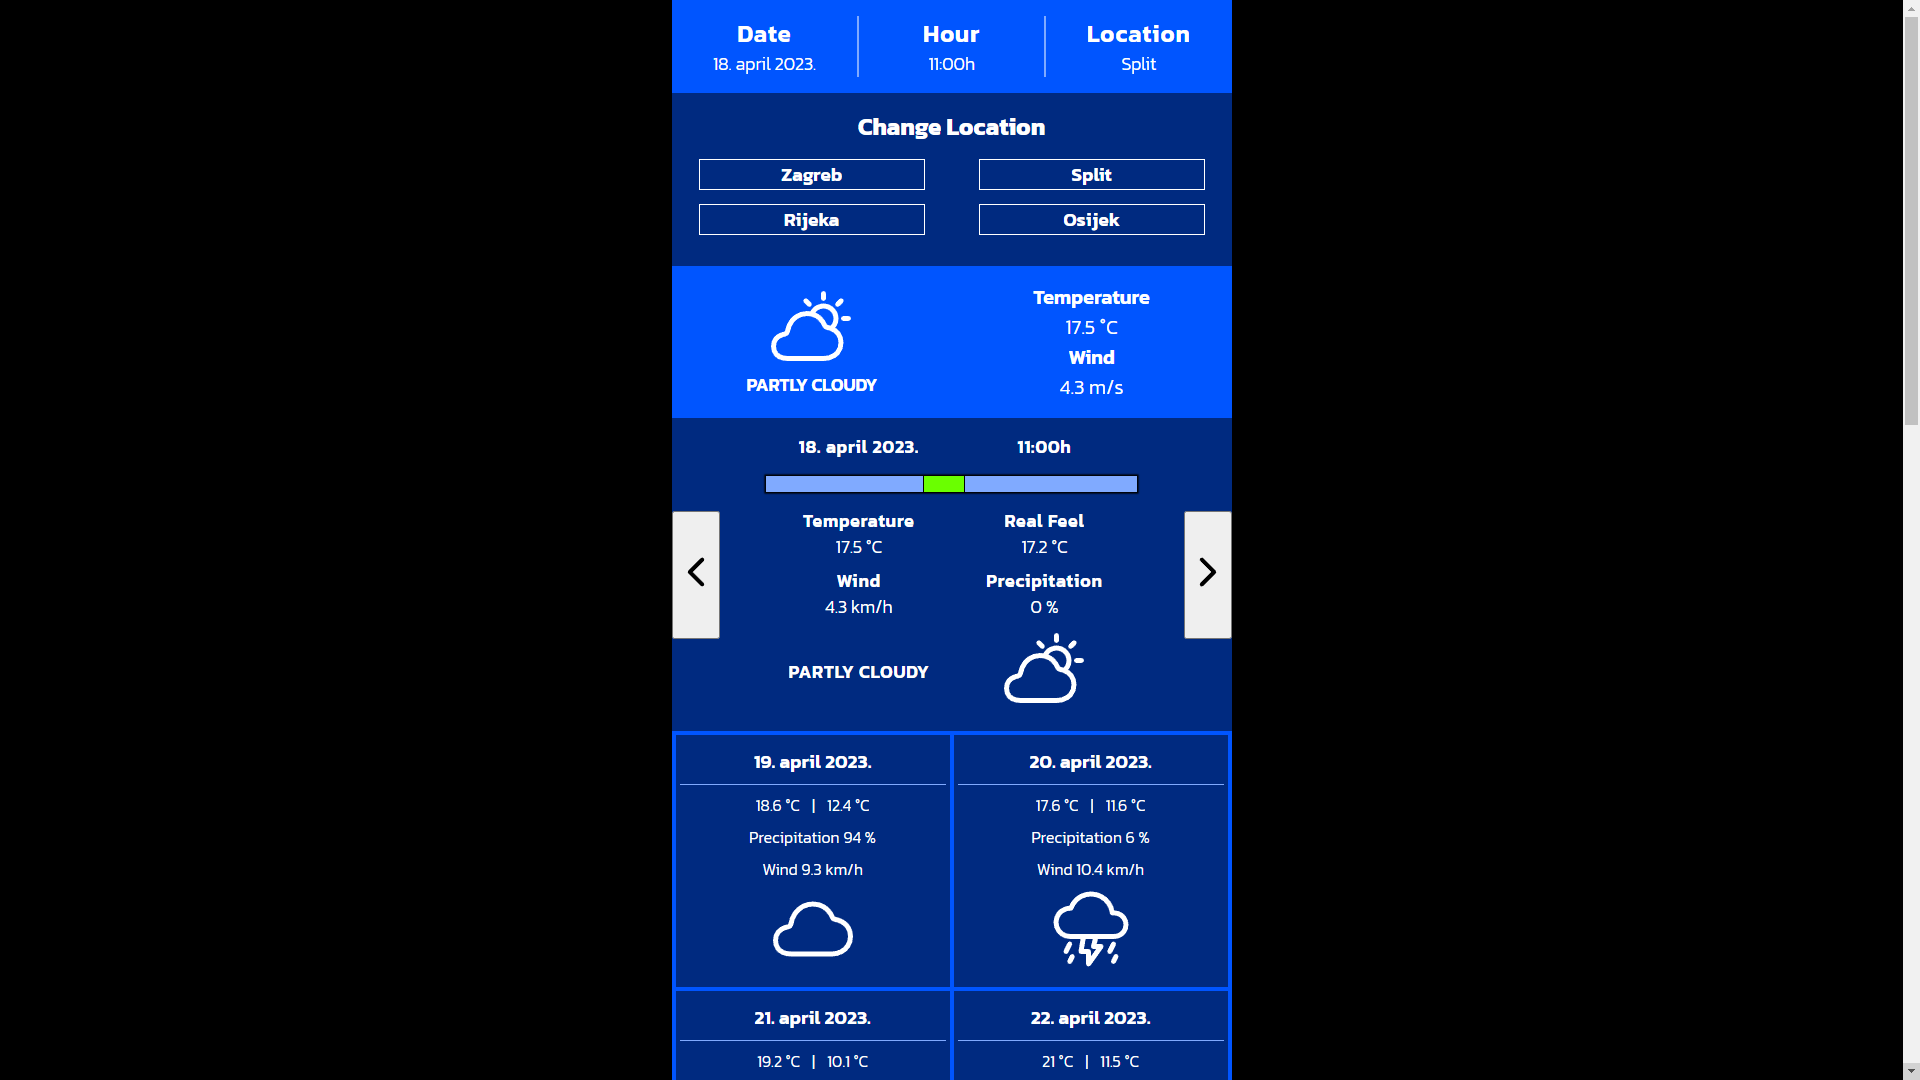 Date Hour Location
18. april 2023. 11:00h Split
Change Location
Zagreb Split
Rijeka Osijek
Temperature
17.5 °C
Wind
PARTLY CLOUDY
4.3 m/s
18. april 2023. 11:00h
Temperature Real Feel
17.5 °C 17.2 °C
Wind Precipitation
4.3 km/h 0 %
PARTLY CLOUDY
19. april 2023. 20. april 2023.
18.6 °C | 12.4 °C 17.6 °C | 11.6 °C
Precipitation 94 % Precipitation 6 %
Wind 9.3 km/h Wind 10.4 km/h
21. april 2023. 22. april 2023.
19.2 °C | 10.1 °C 21 °C | 11.5 °C